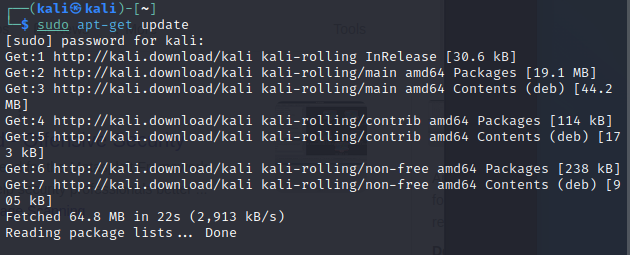 ┌──(kali㉿kali)-[~]
└─$ sudo apt-get update
[sudo] password for kali:
Get:1 http://kali.download/kali kali-rolling InRelease [30.6 kB]
Get:2 http://kali.download/kali kali-rolling/main amd64 Packages [19.1 MB]
Get:3 http://kali.download/kali kali-rolling/main amd64 Contents (deb) [44.2
MB]
Get:4 http://kali.download/kali kali-rolling/contrib amd64 Packages [114 kB]
Get:5 http://kali.download/kali kali-rolling/contrib amd64 Contents (deb) [17
3 kB]
Get:6 http://kali.download/kali kali-rolling/non-free amd64 Packages [238 kB]
Get:7 http://kali.download/kali kali-rolling/non-free amd64 Contents (deb) [9
05 kB]
Fetched 64.8 MB in 22s (2,913 kB/s)
Reading package lists... Done
Tools